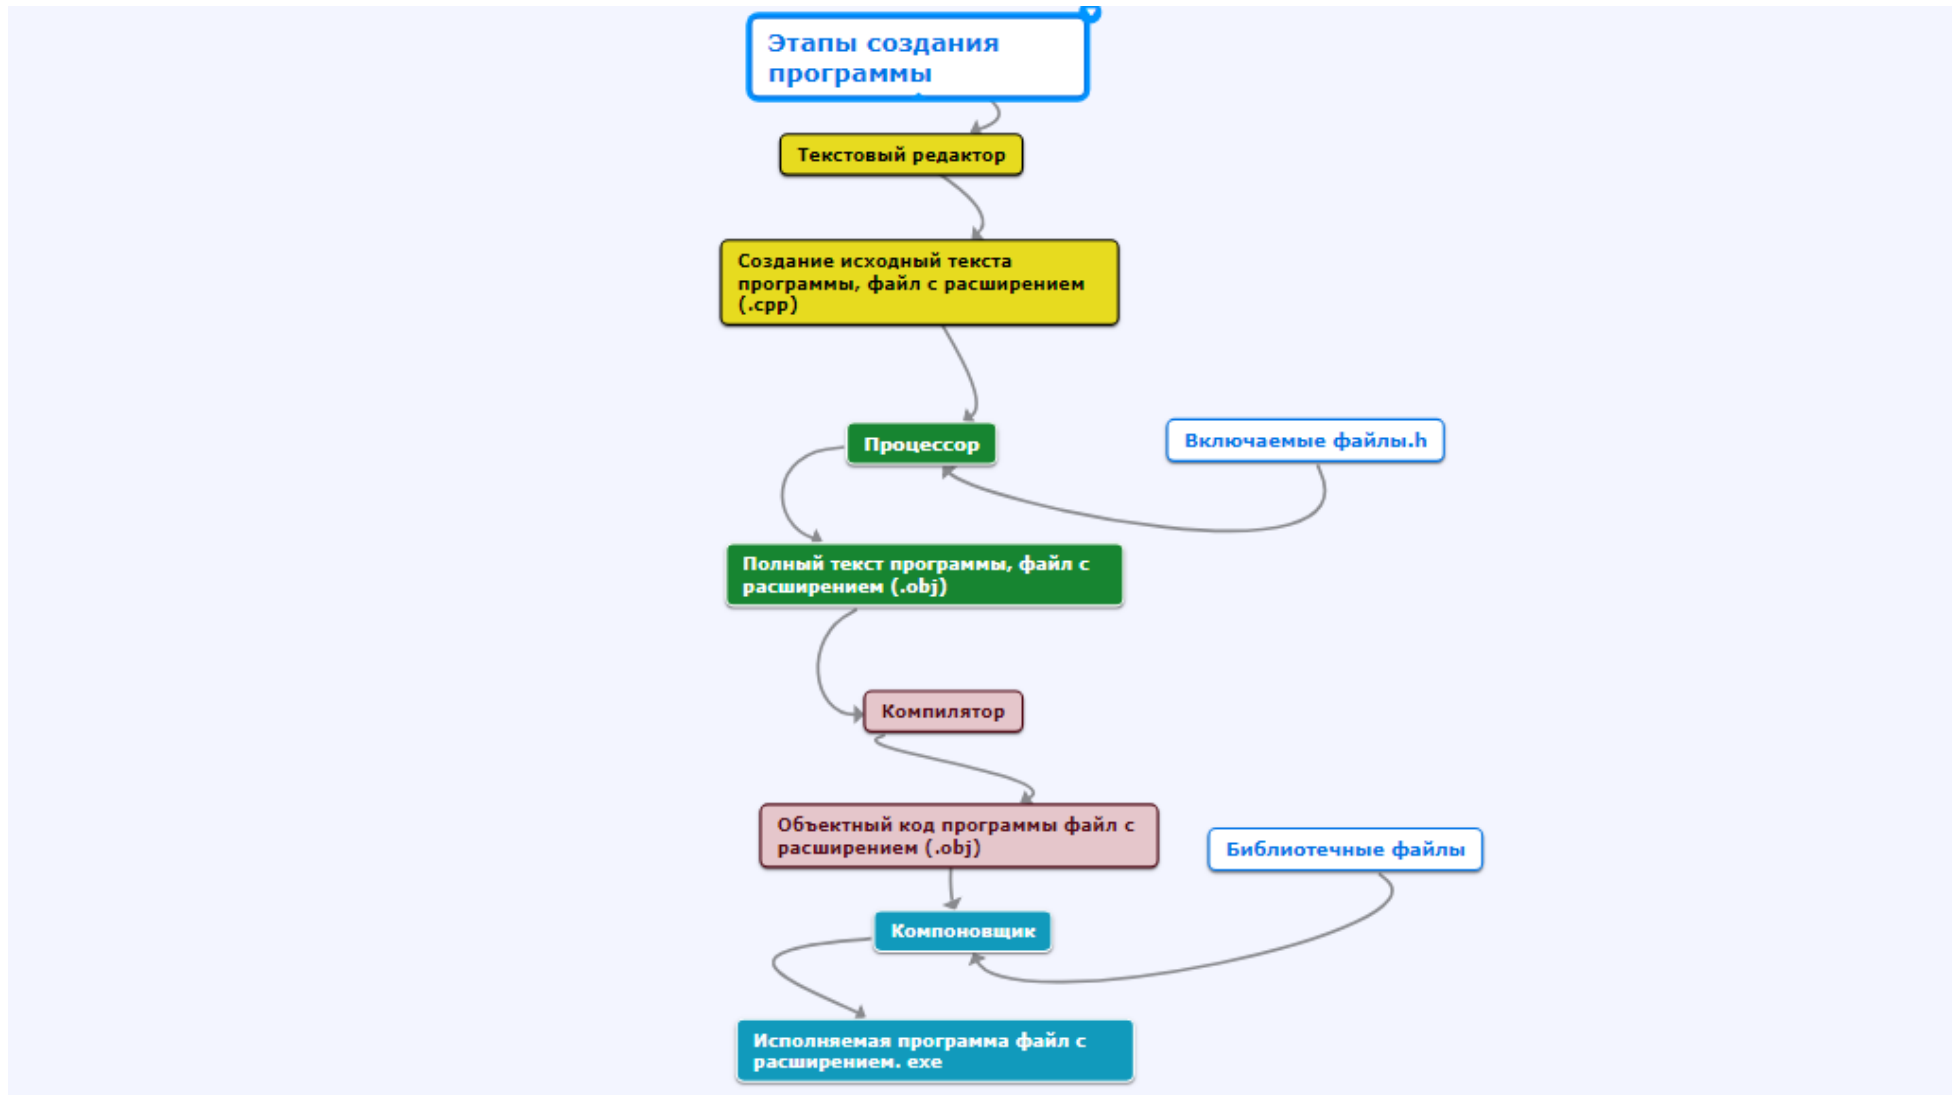 Этапы создания
программы
Текстовый редактор
Создание исходный текста
программы, файл с расширением
(.cpp)
Процессор
Включаемые файлы.h
Полный текст программы, файл с
расширением (.obj)
Компилятор
Объектный код программы файл с
расширением (.obj)
Библиотечные файлы
Компоновщик
Исполняемая программа файл с
расширением. exe